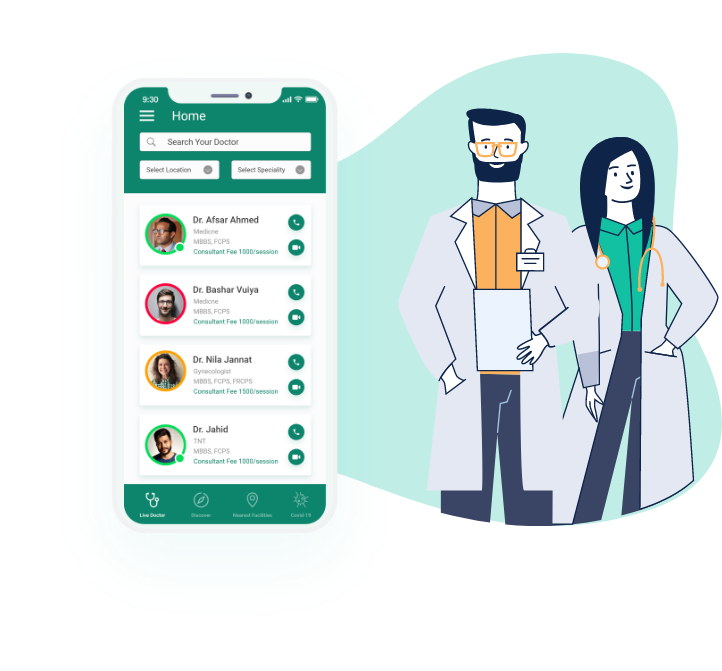 9:30
Home
Search Your Doctor
Select Location
Select Speciality
Dr. Afsar Ahmed
Medicine
MBBS, FCPS
Consultant Fee 1000/session
Dr. Bashar Vuiya
Medicine
MBBS, FCPS
Consultant Fee 1000/session
Dr. Nila Jannat
Gynacologist
MBBS, FCPS, FRCPS
Consultant Fee 1500/session
Dr. Jahid
TNT
MBBS, FCPS
Consultant Fee 1000/session
Live Doctor
Discover
Nearest Facilities
Covid-19